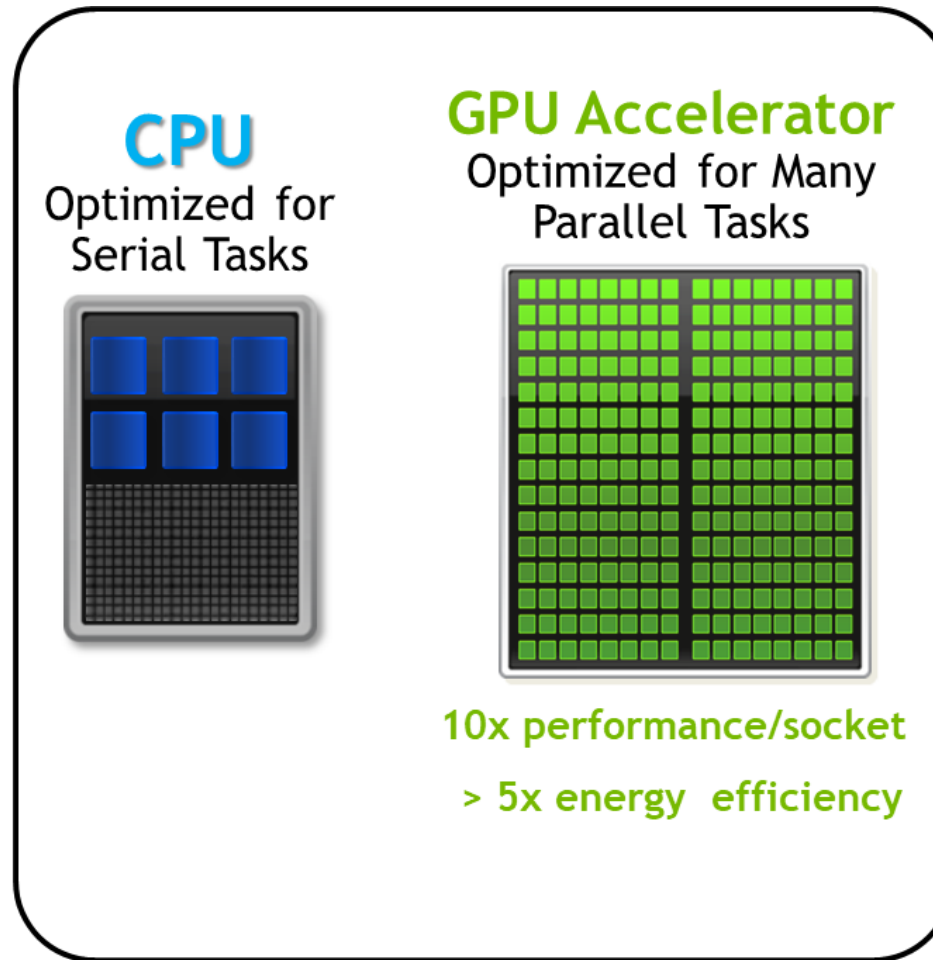 CPU
Optimized for
Serial Tasks
GPU Accelerator
Optimized for Many
Parallel Tasks
10x performance/socket
> 5x energy efficiency